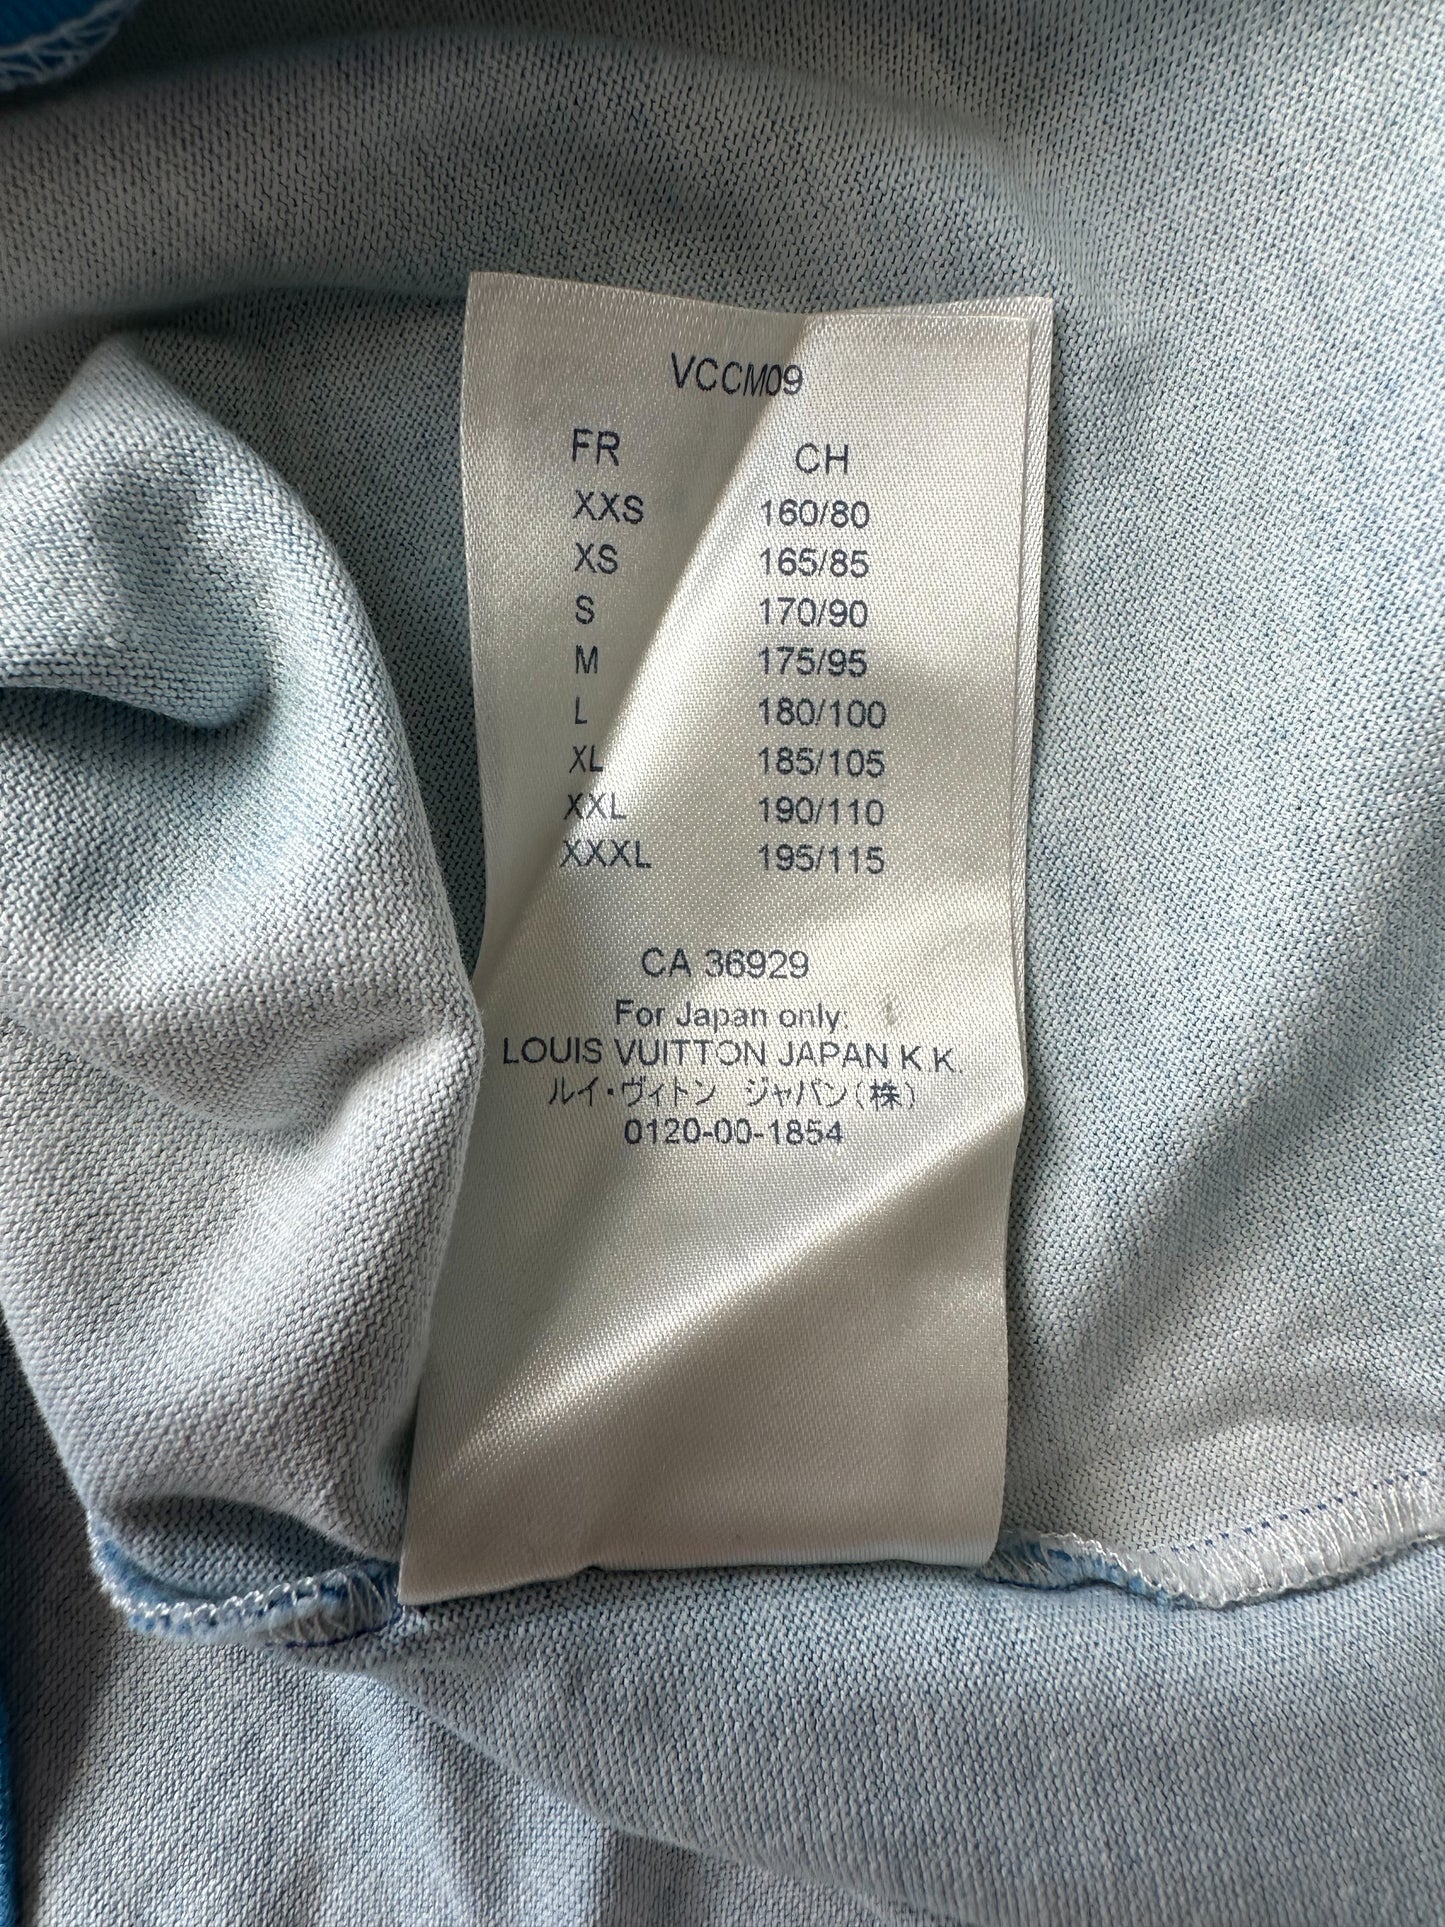 VCCM09
FR CH
XXS 160/80
XS 165/85
S 170/90
M 175/95
L 180/100
XL 185/105
XXL 190/110
XXXL 195/115
CA 36929
For Japan only:
LOUIS VUITTON JAPAN K.K.
ルイ・ヴィトン ジャパン(株)
0120-00-1854